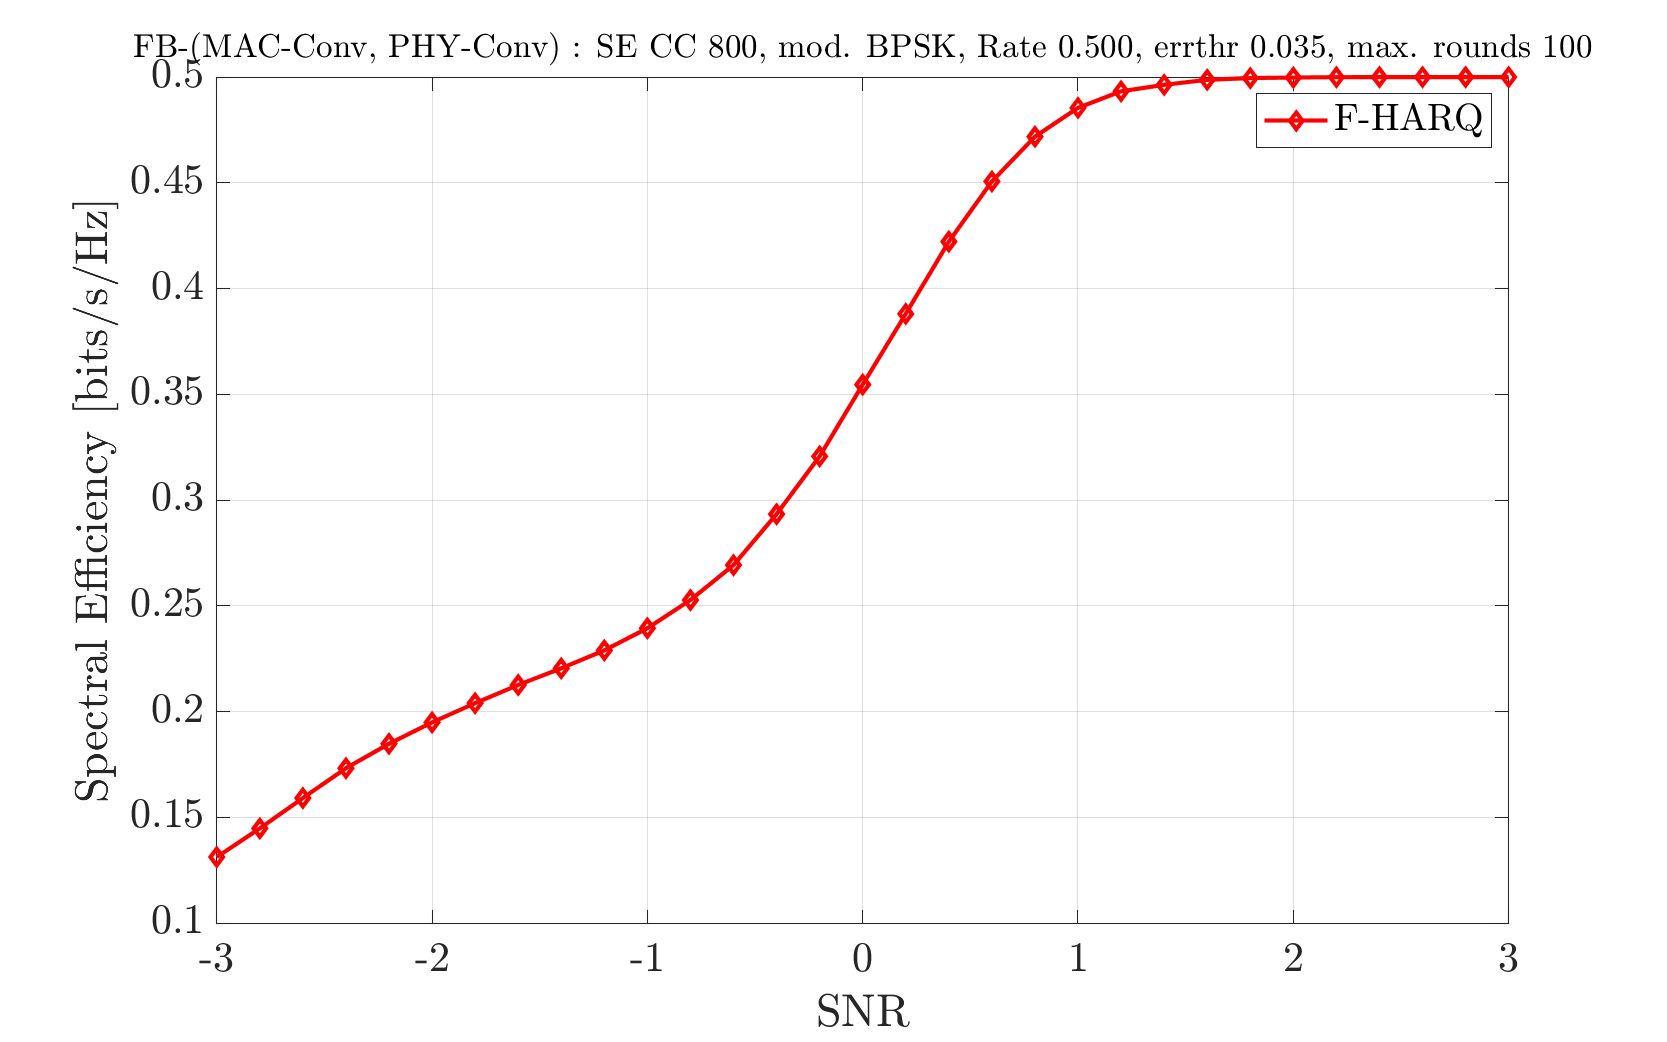 FB-(MAC-Conv, PHY-Conv) : SE CC 800, mod. BPSK, Rate 0.500, errthr 0.035, max. rounds 100
0.5
F-HARQ
0.45
0.4
0.35
0.3
0.25
0.2
0.15
0.1
Spectral Efficiency [bits/s/Hz]
-3 -2 -1 0 1 2 3
SNR